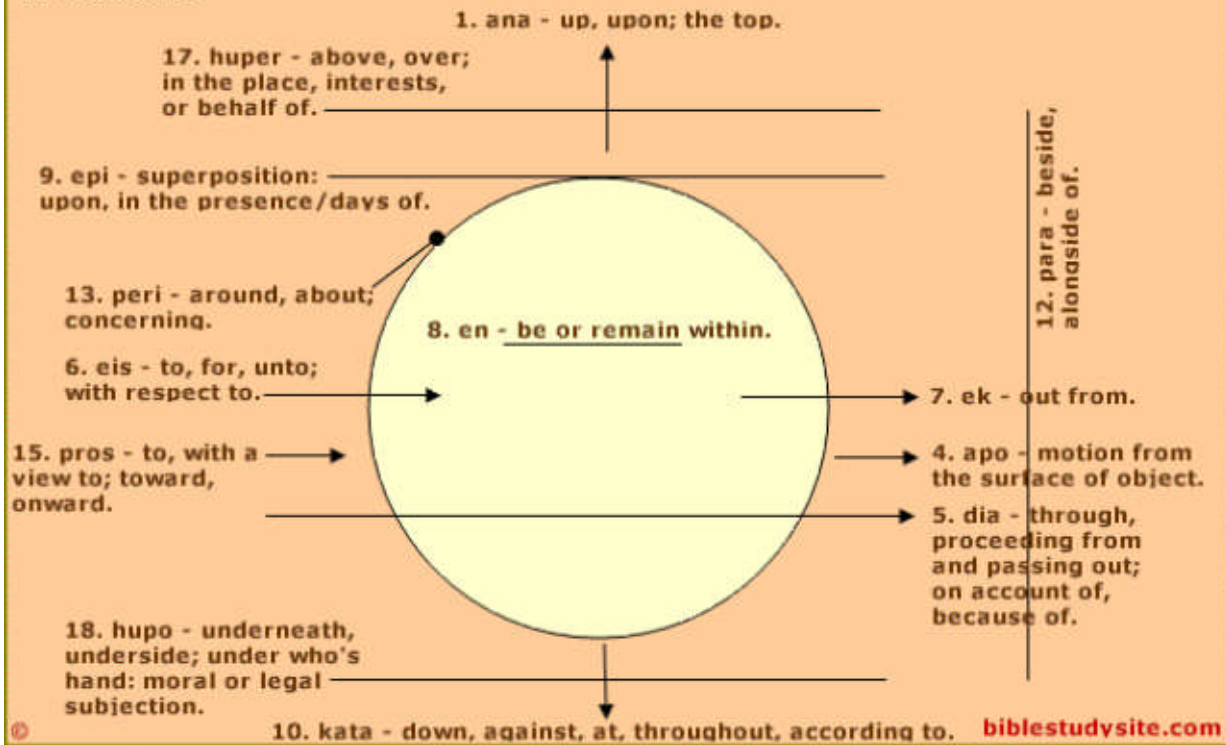 1. ana - up, upon; the top.
17. huper - above, over;
in the place, interests,
or behalf of.
9. epi - superposition:
upon, in the presence/days of.
12. para - beside,
alongside of.
13. peri - around, about;
concerning.
8. en - be or remain within.
6. eis - to, for, unto;
with respect to.
7. ek - out from.
15. pros - to, with a
view to; toward,
onward.
4. apo - motion from
the surface of object.
5. dia - through,
proceeding from
and passing out;
on account of,
because of.
18. hupo - underneath,
underside; under who's
hand: moral or legal
subjection.
©
10. kata - down, against, at, throughout, according to.
biblestudysite.com